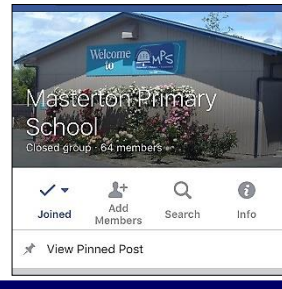 Welcome
to MPS
Masterton Primary
School
Closed group · 64 members
Joined
Add
Members
Search
Info
View Pinned Post